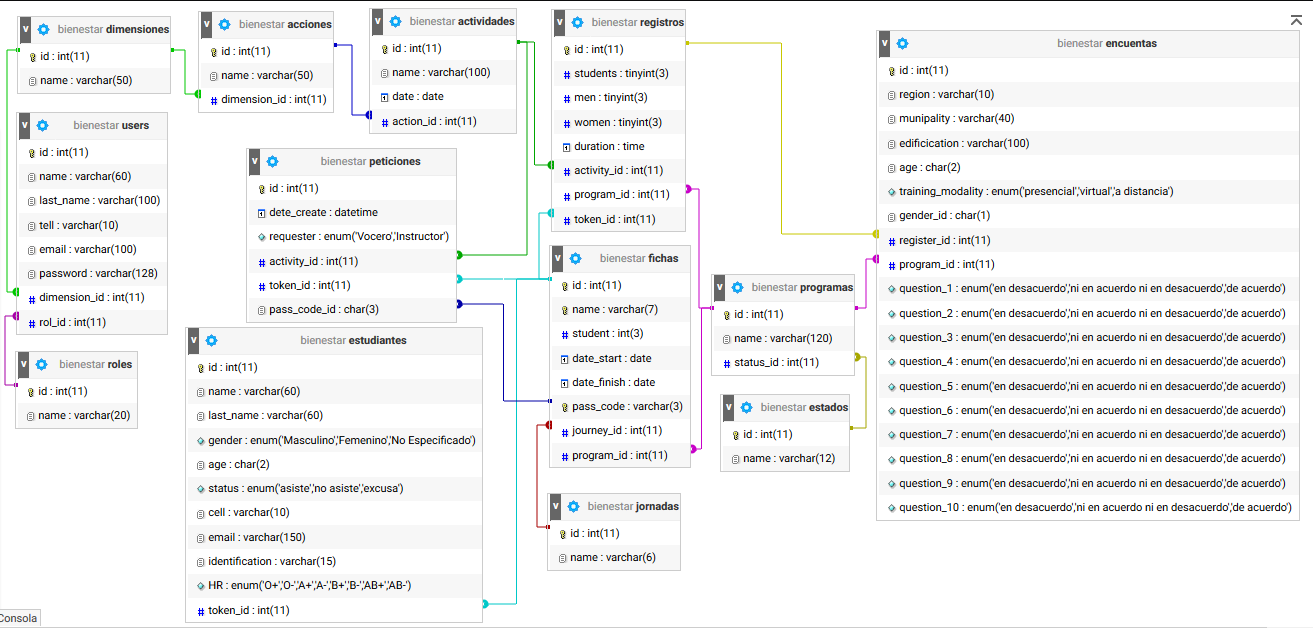 v bienestar dimensiones
id : int(11)
name : varchar(50)
v bienestar acciones
id : int(11)
name : varchar(50)
dimension_id : int(11)
v bienestar actividades
id : int(11)
name : varchar(100)
date : date
action_id : int(11)
v bienestar registros
id : int(11)
students : tinyint(3)
men : tinyint(3)
women : tinyint(3)
duration : time
activity_id : int(11)
program_id : int(11)
token_id : int(11)
v bienestar encuentas
id : int(11)
region : varchar(10)
munipality : varchar(40)
edificication : varchar(100)
age : char(2)
training_modality : enum('presencial','virtual','a distancia')
gender_id : char(1)
register_id : int(11)
program_id : int(11)
question_1 : enum('en desacuerdo','ni en acuerdo ni en desacuerdo','de acuerdo')
question_2 : enum('en desacuerdo','ni en acuerdo ni en desacuerdo','de acuerdo')
question_3 : enum('en desacuerdo','ni en acuerdo ni en desacuerdo','de acuerdo')
question_4 : enum('en desacuerdo','ni en acuerdo ni en desacuerdo','de acuerdo')
question_5 : enum('en desacuerdo','ni en acuerdo ni en desacuerdo','de acuerdo')
question_6 : enum('en desacuerdo','ni en acuerdo ni en desacuerdo','de acuerdo')
question_7 : enum('en desacuerdo','ni en acuerdo ni en desacuerdo','de acuerdo')
question_8 : enum('en desacuerdo','ni en acuerdo ni en desacuerdo','de acuerdo')
question_9 : enum('en desacuerdo','ni en acuerdo ni en desacuerdo','de acuerdo')
question_10 : enum('en desacuerdo','ni en acuerdo ni en desacuerdo','de acuerdo')
v bienestar users
id : int(11)
name : varchar(60)
last_name : varchar(100)
tell : varchar(10)
email : varchar(100)
password : varchar(128)
dimension_id : int(11)
rol_id : int(11)
v bienestar peticiones
id : int(11)
dete_create : datetime
requester : enum('Vocero','Instructor')
activity_id : int(11)
token_id : int(11)
pass_code_id : char(3)
v bienestar fichas
id : int(11)
name : varchar(7)
student : int(3)
date_start : date
date_finish : date
pass_code : varchar(3)
journey_id : int(11)
program_id : int(11)
v bienestar programas
id : int(11)
name : varchar(120)
status_id : int(11)
v bienestar roles
id : int(11)
name : varchar(20)
v bienestar estudiantes
id : int(11)
name : varchar(60)
last_name : varchar(60)
gender : enum('Masculino','Femenino','No Especificado')
age : char(2)
status : enum('asiste','no asiste','excusa')
cell : varchar(10)
email : varchar(150)
identification : varchar(15)
HR : enum('O+','O-','A+','A-','B+','B-','AB+','AB-')
token_id : int(11)
v bienestar estados
id : int(11)
name : varchar(12)
v bienestar jornadas
id : int(11)
name : varchar(6)
Consola